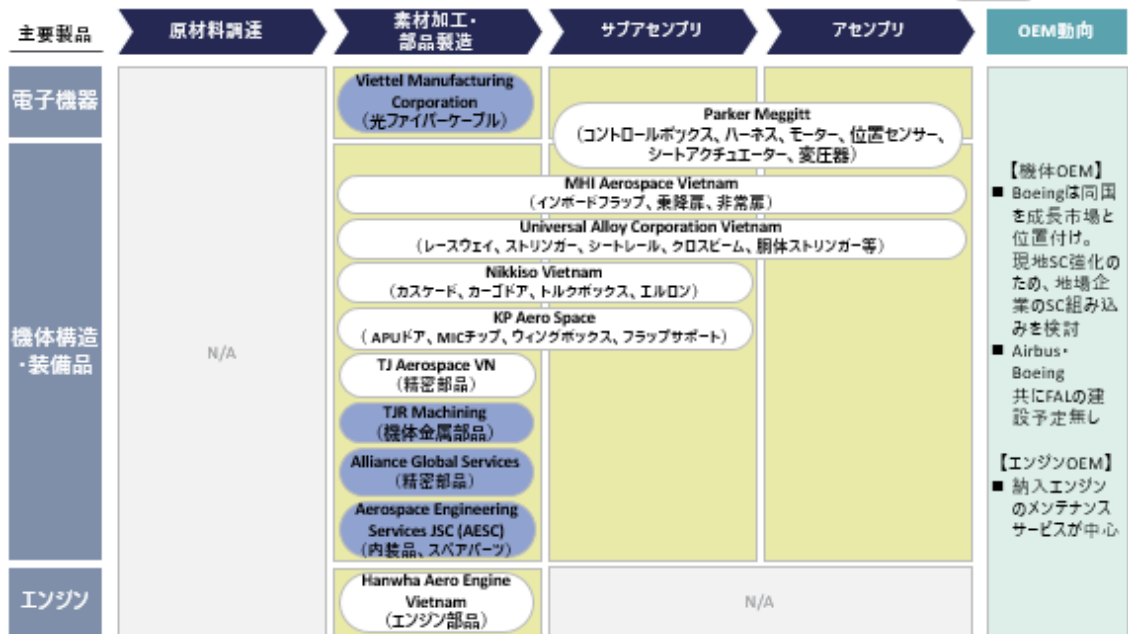 主要製品
原材料調達
素材加工・
部品製造
サブアセンブリ
アセンブリ
OEM動向
電子機器
Viettel Manufacturing
Corporation
（光ファイバーケーブル）
Parker Meggitt
（コントロールボックス、ハーネス、モーター、位置センサー、
シートアクチュエーター、変圧器）
機体構造
・装備品
N/A
MHI Aerospace Vietnam
（インボードフラップ、乗降扉、非常扉）
Universal Alloy Corporation Vietnam
（レースウェイ、ストリンガー、シートレール、クロスビーム、胴体ストリンガー等）
Nikkiso Vietnam
（カスケード、カーゴドア、トルクボックス、エルロン）
KP Aero Space
（APUドア、MICチップ、ウィングボックス、フラップサポート）
TJ Aerospace VN
（精密部品）
TJR Machining
（機体金属部品）
Alliance Global Services
（精密部品）
Aerospace Engineering
Services JSC (AESC)
（内装品、スペアパーツ）
エンジン
Hanwha Aero Engine
Vietnam
（エンジン部品）
N/A
【機体OEM】
■ Boeingは同国
を成長市場と
位置付け。
現地SC強化の
ため、地場企
業のSC組み込
みを検討
■ Airbus・
Boeing
共にFALの建
設予定無し
【エンジンOEM】
■ 納入エンジン
のメンテナンス
サービスが中心